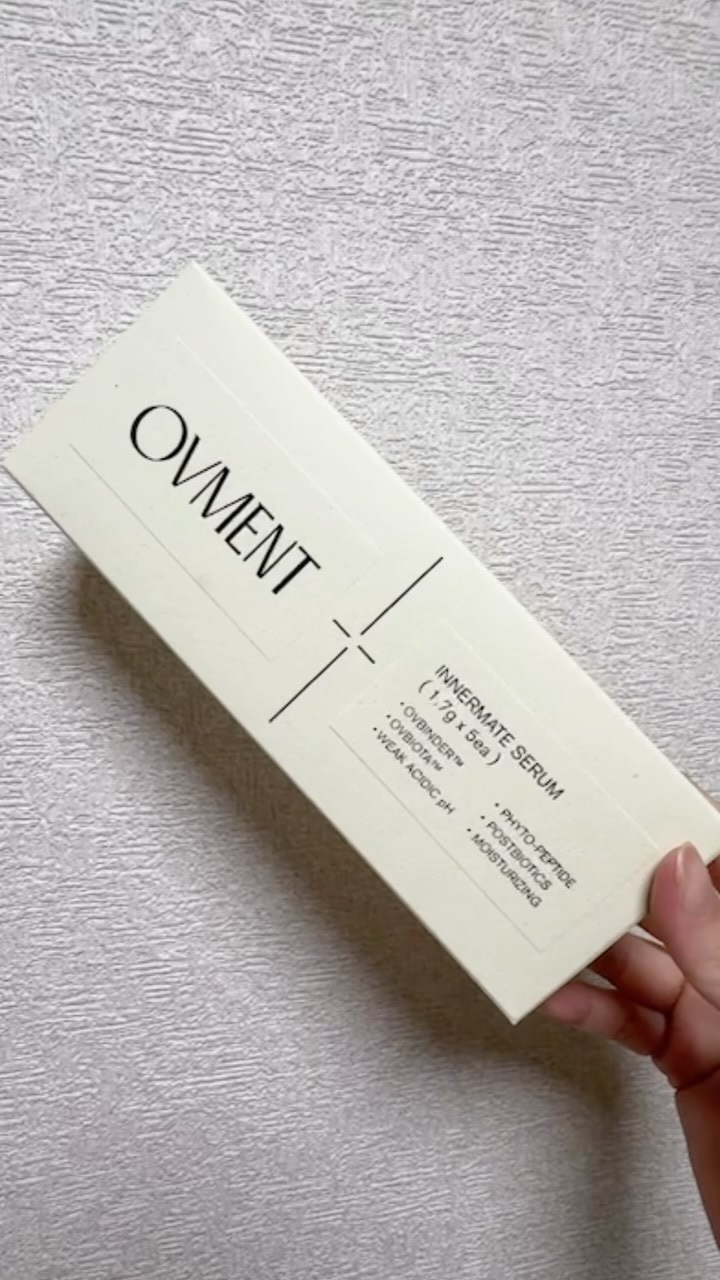 OVMENT
INNERMATE SERUM
( 1.7g x 5ea )
• OVBINDER™
• OVBIOTA™
• WEAK ACIDIC pH
• PHYTO-PEPTIDE
• POSTBIOTICS
• MOISTURIZING